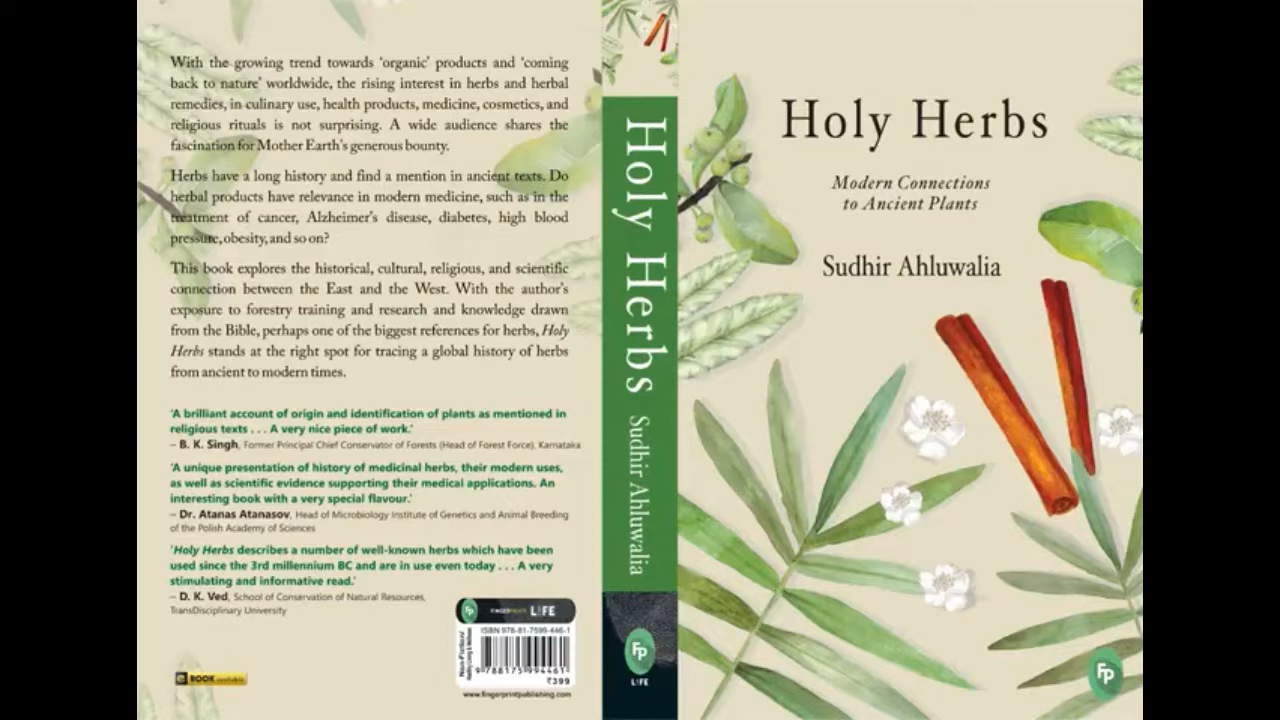 With the growing trend towards ‘organic’ products and ‘coming
back to nature’ worldwide, the rising interest in herbs and herbal
remedies, in culinary use, health products, medicine, cosmetics, and
religious rituals is not surprising. A wide audience shares the
fascination for Mother Earth’s generous bounty.
Herbs have a long history and find a mention in ancient texts. Do
herbal products have relevance in modern medicine, such as in the
treatment of cancer, Alzheimer’s disease, diabetes, high blood
pressure, obesity, and so on?
This book explores the historical, cultural, religious, and scientific
connection between the East and the West. With the author’s
exposure to forestry training and research and knowledge drawn
from the Bible, perhaps one of the biggest references for herbs, Holy
Herbs stands at the right spot for tracing a global history of herbs
from ancient to modern times.
‘A brilliant account of origin and identification of plants as mentioned in
religious texts . . . A very nice piece of work.’
– B. K. Singh, Former Principal Chief Conservator of Forests (Head of Forest Force), Karnataka
‘A unique presentation of history of medicinal herbs, their modern uses,
as well as scientific evidence supporting their medical applications. An
interesting book with a very special flavour.’
– Dr. Atanas Atanasov, Head of Microbiology Institute of Genetics and Animal Breeding
of the Polish Academy of Sciences
‘Holy Herbs describes a number of well-known herbs which have been
used since the 3rd millennium BC and are in use even today . . . A very
stimulating and informative read.’
– D. K. Ved, School of Conservation of Natural Resources,
TransDisciplinary University
e BOOK available
FP FINGERPRINT! L!FE
ISBN 978-81-7599-446-1
9 788175 994461
₹399
www.fingerprintpublishing.com
Holy Herbs Sudhir Ahluwalia
FP
L!FE
Holy Herbs
Modern Connections
to Ancient Plants
Sudhir Ahluwalia
FP